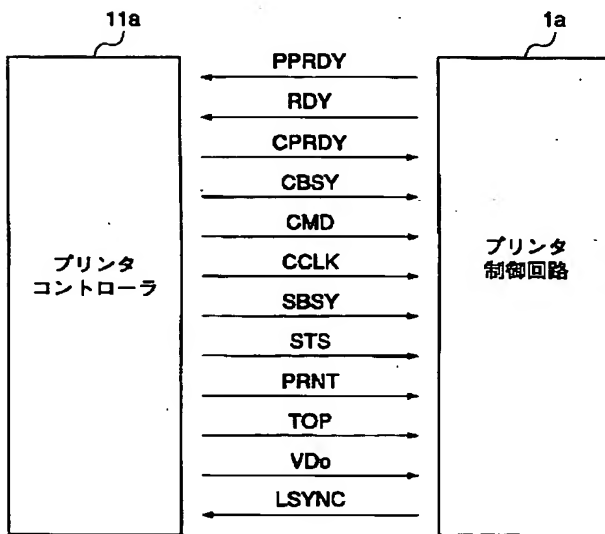 11a
1a
PPRDY
RDY
CPRDY
CBSY
CMD
CCLK
SBSY
STS
PRNT
TOP
VDo
LSYNC
プリンタ
コントローラ
プリンタ
制御回路